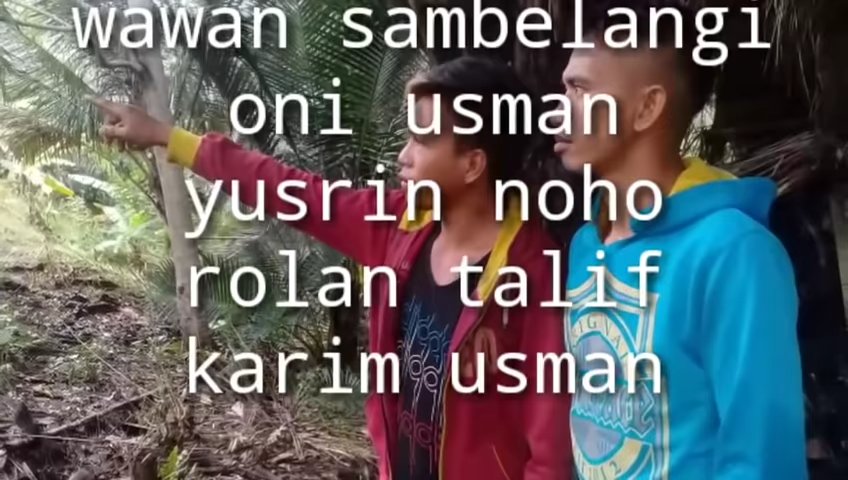 wawan sambelangi
oni usman
yusrin noho
rolan talif
karim usman